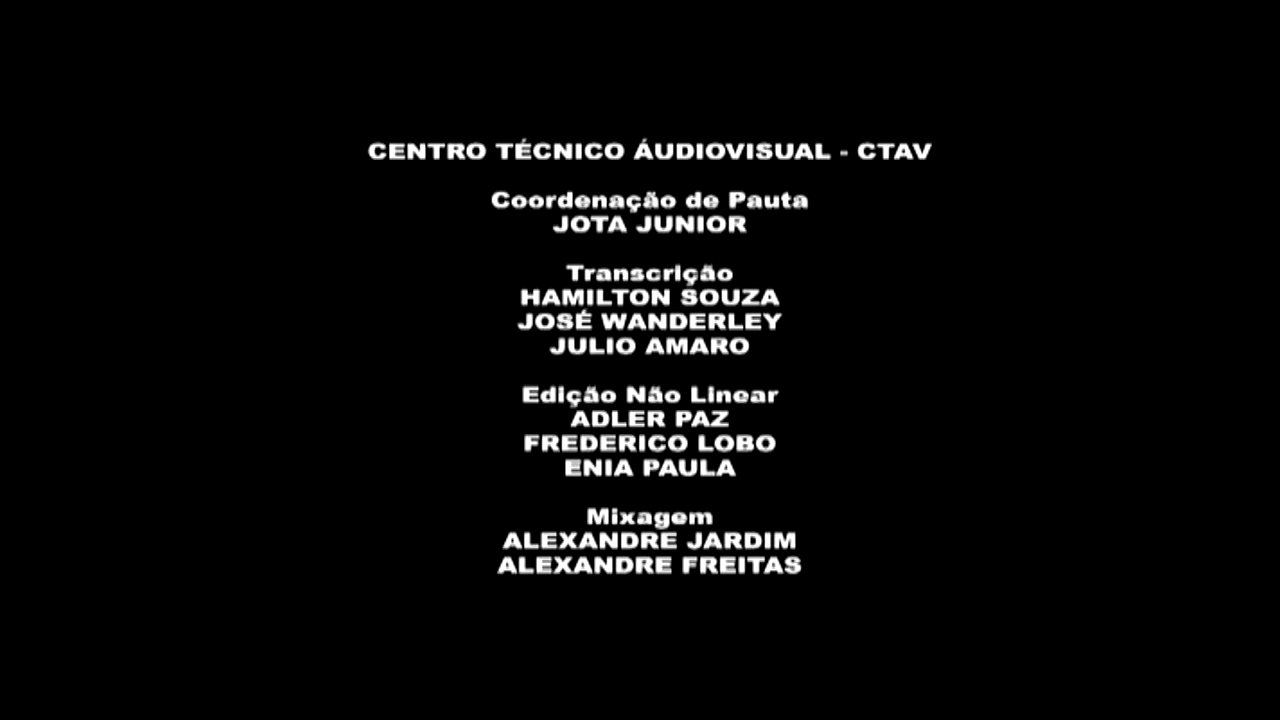 CENTRO TÉCNICO ÁUDIOVISUAL - CTAV
Coordenação de Pauta
JOTA JUNIOR
Transcrição
HAMILTON SOUZA
JOSÉ WANDERLEY
JULIO AMARO
Edição Não Linear
ADLER PAZ
FREDERICO LOBO
ENIA PAULA
Mixagem
ALEXANDRE JARDIM
ALEXANDRE FREITAS